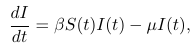 dI/dt = βS(t)I(t) − μI(t),